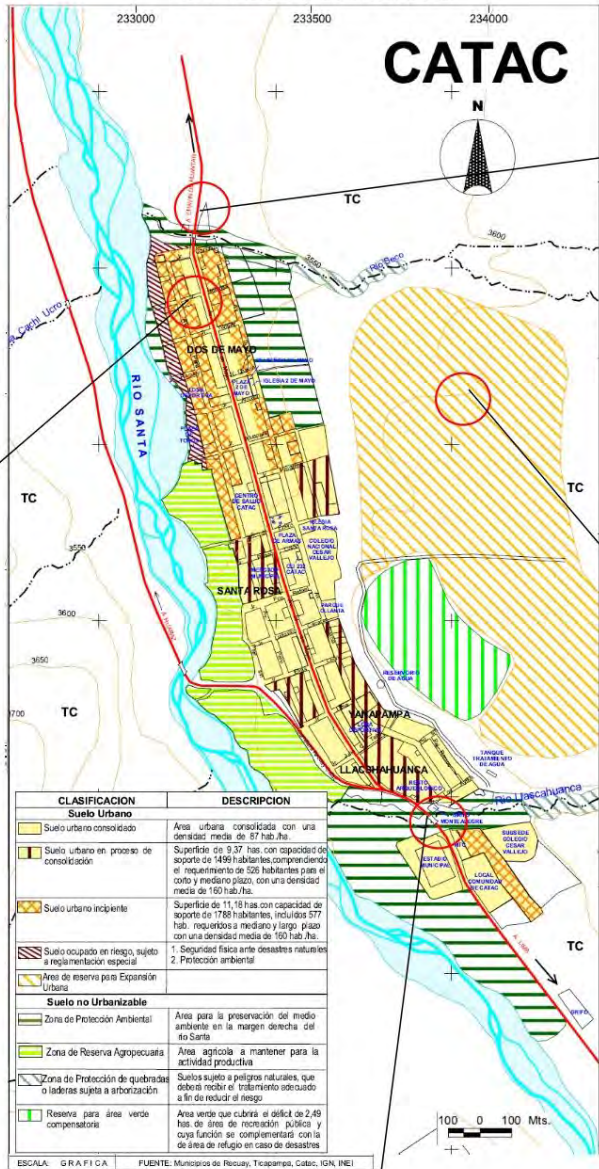 233000 233500 234000
CATAC
N
TC
3600
3550
Rio Seco
Cachi Ucro
DOS DE MAYO
PLAZA
2 DE
MAYO
IGLESIA 2 DE MAYO
RIO SANTA
TC
TC
CENTRO
DE SALUD
CATAC
IGLESIA
SANTA ROSA
PLAZA
DE ARMAS
COLEGIO
NACIONAL
CESAR
VALLEJO
3550
SANTA ROSA
3600
PARQUE
OLLANTA
3650
RESERVORIO
DE AGUA
TC
YANAPAMPA
TANQUE
TRATAMIENTO
DE AGUA
LLACSHAHUANCA
RESTO
ARQUEOLOGICO
ESTADIO
MUNICIPAL
COLEGIO
CESAR
VALLEJO
LOCAL
COMUNIDAD
DE CATAC
TC
GRIFO
CLASIFICACION DESCRIPCION
Suelo Urbano
Suelo urbano consolidado
Area urbana consolidada con una
densidad media de 87 hab./ha.
Suelo urbano en proceso de
consolidación
Superficie de 9,37 has. con capacidad de
soporte de 1499 habitantes,comprendiendo
el requerimiento de 526 habitantes para el
corto y mediano plazo, con una densidad
media de 160 hab./ha.
Suelo urbano incipiente
Superficie de 11,18 has.con capacidad de
soporte de 1788 habitantes, incluídos 577
hab. requeridos a mediano y largo plazo
con una densidad media de 160 hab./ha.
Suelo ocupado en riesgo, sujeto
a reglamentación especial
1. Seguridad física ante desastres naturales
2. Protección ambiental
Area de reserva para Expansión
Urbana
Suelo no Urbanizable
Zona de Protección Ambiental
Area para la preservación del medio
ambiente en la margen derecha del
río Santa
Zona de Reserva Agropecuaria
Area agrícola a mantener para la
actividad productiva
Zona de Protección de quebradas
o laderas sujeta a arborización
Suelos sujeto a peligros naturales, que
deberá recibir el tratamiento adecuado
a fin de reducir el riesgo
Reserva para área verde
compensatoria
Area verde que cubrirá el déficit de 2,49
has. de área de recreación pública y
cuya función se complementará con la
de área de refugio en caso de desastres
100 0 100 Mts.
ESCALA: GRAFICA FUENTE: Municipios de Recuay, Ticapampa, Catac, IGN, INEI